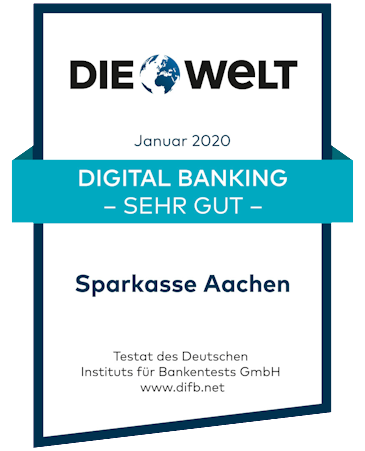 DIE WELT
Januar 2020
DIGITAL BANKING
– SEHR GUT –
Sparkasse Aachen
Testat des Deutschen
Instituts für Bankentests GmbH
www.difb.net